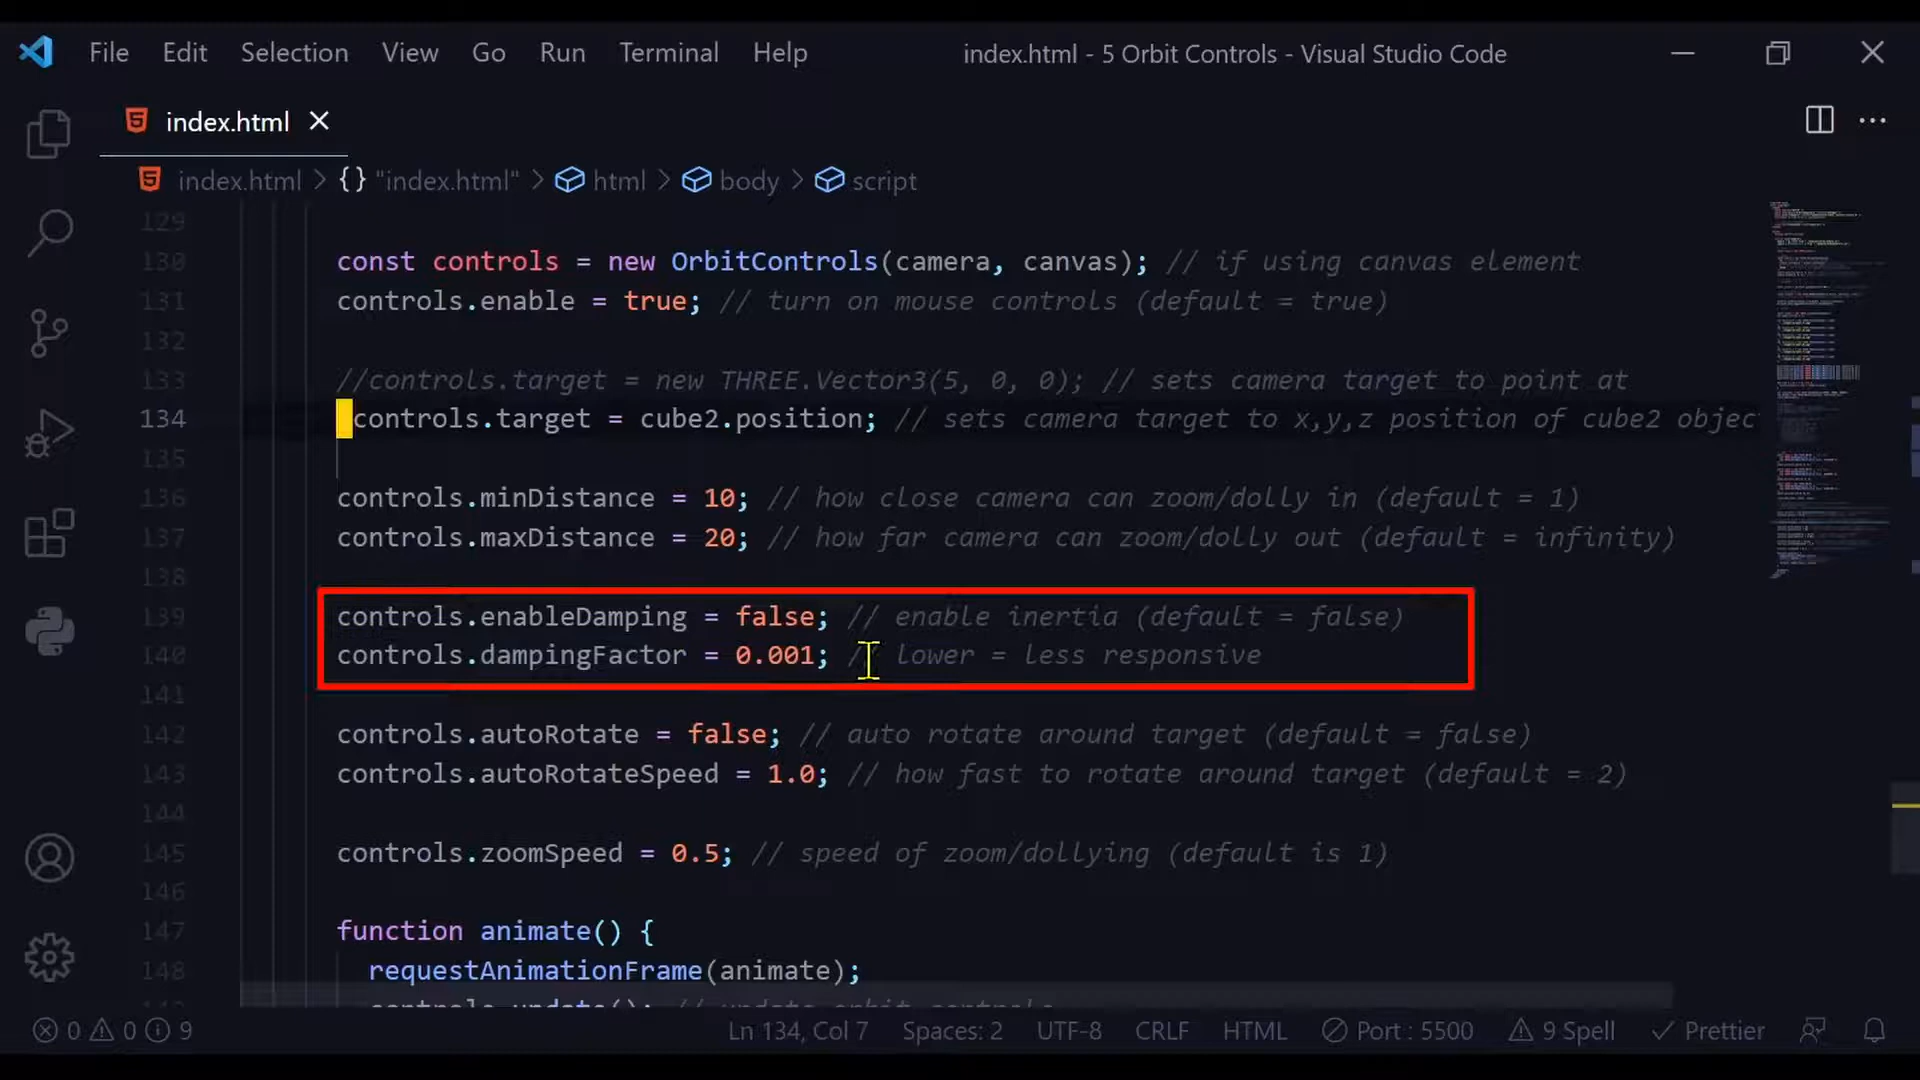 File Edit Selection View Go Run Terminal Help index.html - 5 Orbit Controls - Visual Studio Code
index.html
index.html > {} "index.html" > html > body > script
129
130 const controls = new OrbitControls(camera, canvas); // if using canvas element
131 controls.enable = true; // turn on mouse controls (default = true)
132
133 //controls.target = new THREE.Vector3(5, 0, 0); // sets camera target to point at
134 controls.target = cube2.position; // sets camera target to x,y,z position of cube2 objec
135
136 controls.minDistance = 10; // how close camera can zoom/dolly in (default = 1)
137 controls.maxDistance = 20; // how far camera can zoom/dolly out (default = infinity)
138
139 controls.enableDamping = false; // enable inertia (default = false)
140 controls.dampingFactor = 0.001; // lower = less responsive
141
142 controls.autoRotate = false; // auto rotate around target (default = false)
143 controls.autoRotateSpeed = 1.0; // how fast to rotate around target (default = 2)
144
145 controls.zoomSpeed = 0.5; // speed of zoom/dollying (default is 1)
146
147 function animate() {
148 requestAnimationFrame(animate);
controls.update(); // update orbit controls
0 0 9 Ln 134, Col 7 Spaces: 2 UTF-8 CRLF HTML Port : 5500 9 Spell Prettier